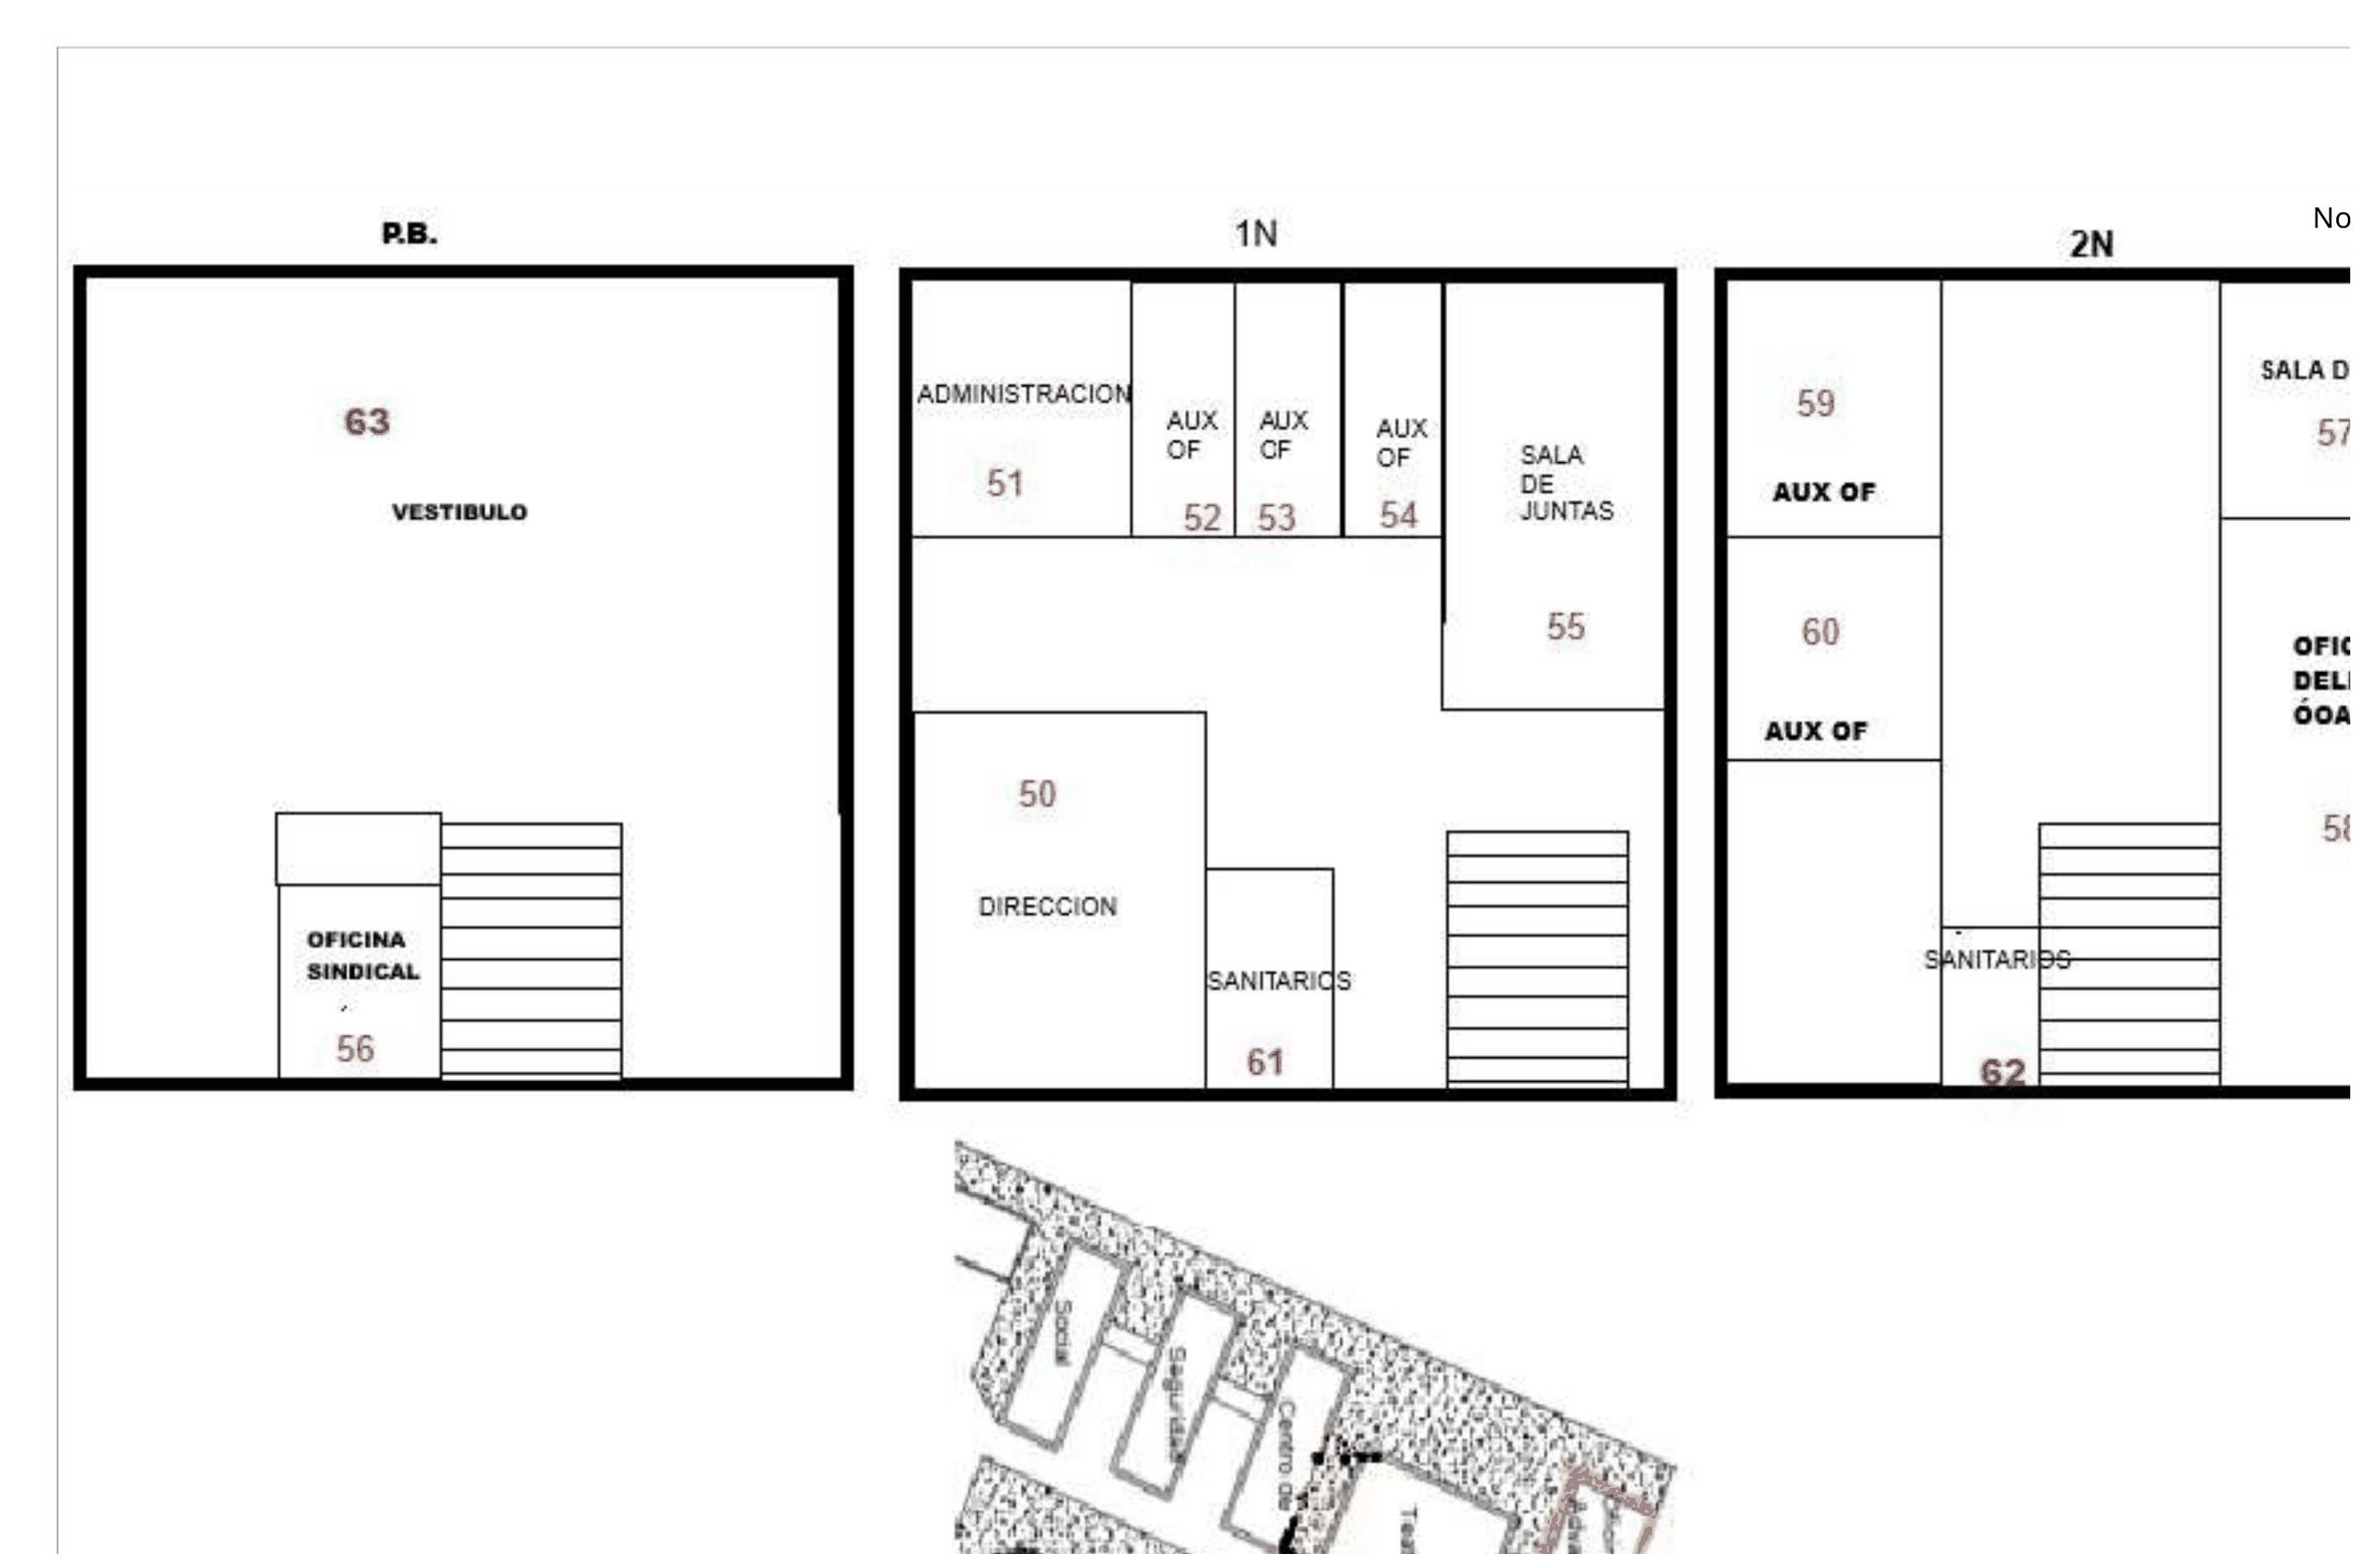 No
P.B.
1N
2N
63
VESTIBULO
OFICINA
SINDICAL
56
ADMINISTRACION
51
AUX
OF
52
AUX
OF
53
AUX
OF
54
SALA
DE
JUNTAS
55
50
DIRECCION
SANITARIOS
61
59
AUX OF
60
AUX OF
SANITARIOS
62
SALA D
57
OFIC
DEL
ÓOA
58
Social
Seguridad
Centro de
Teat